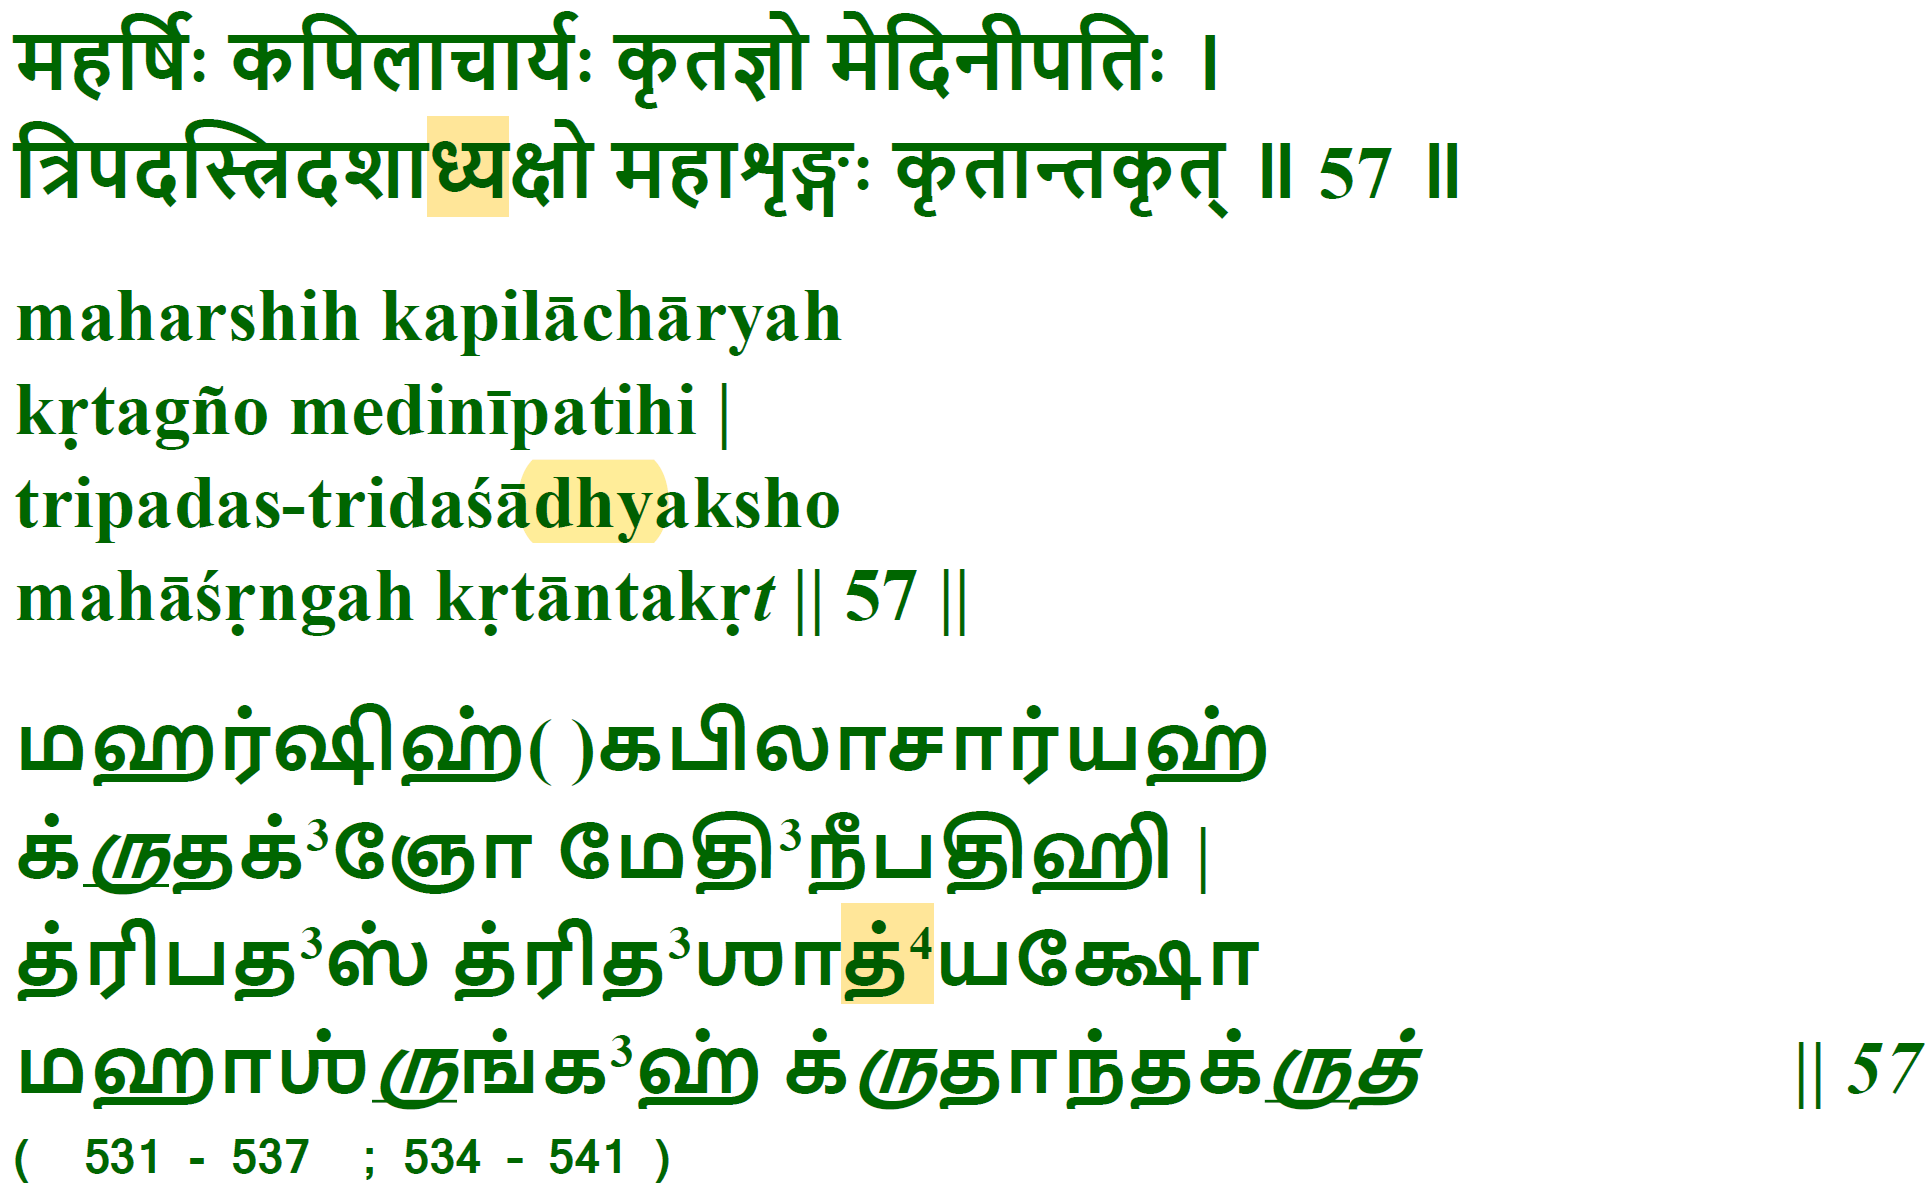 महर्षिः कपिलाचार्यः कृतज्ञो मेदिनीपतिः ।
त्रिपदस्त्रिदशाध्यक्षो महाशृङ्गः कृतान्तकृत् ॥ 57 ॥
maharshih kapilāchāryah
kṛtagño medinīpatihi |
tripadas-tridaśādhyaksho
mahāśṛngah kṛtāntakṛt || 57 ||
மஹர்ஷிஹ்( )கபிலாசார்யஹ்
க்ருதக்³ஞோ மேதி³நீபதிஹி |
த்ரிபத³ஸ் த்ரித³ஶாத்⁴யக்ஷோ
மஹாஶ்ருங்க³ஹ் க்ருதாந்தக்ருத் || 57
( 531 - 537 ; 534 - 541 )